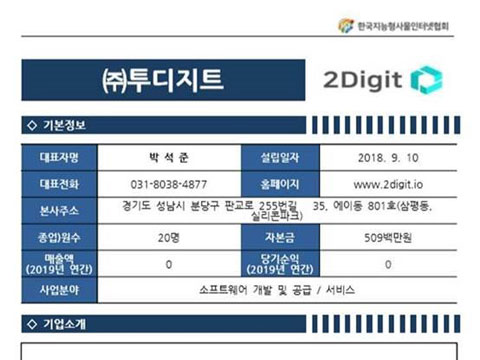 한국지능형사물인터넷협회
㈜투디지트
2Digit
◇ 기본정보
대표자명 박 석 준 설립일자 2018. 9. 10
대표전화 031-8038-4877 홈페이지 www.2digit.io
본사주소 경기도 성남시 분당구 판교로 255번길 35. 에이동 801호(삼평동,
실리콘파크)
종업)원수 20명 자본금 509백만원
매출액 0 당기순익 0
(2019년 연간) (2019년 연간)
사업분야 소프트웨어 개발 및 공급 / 서비스
◇ 기업소개